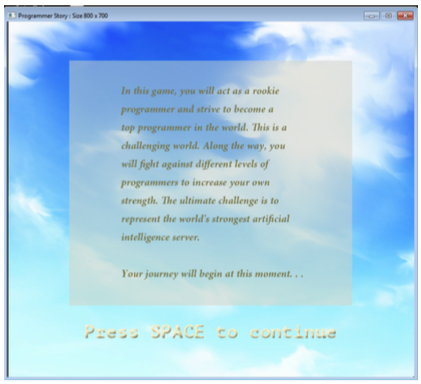 Programmer Story : Size 800 x 700
In this game, you will act as a rookie
programmer and strive to become a
top programmer in the world. This is a
challenging world. Along the way, you
will fight against different levels of
programmers to increase your own
strength. The ultimate challenge is to
represent the world's strongest artificial
intelligence server.
Your journey will begin at this moment. . .
Press SPACE to continue